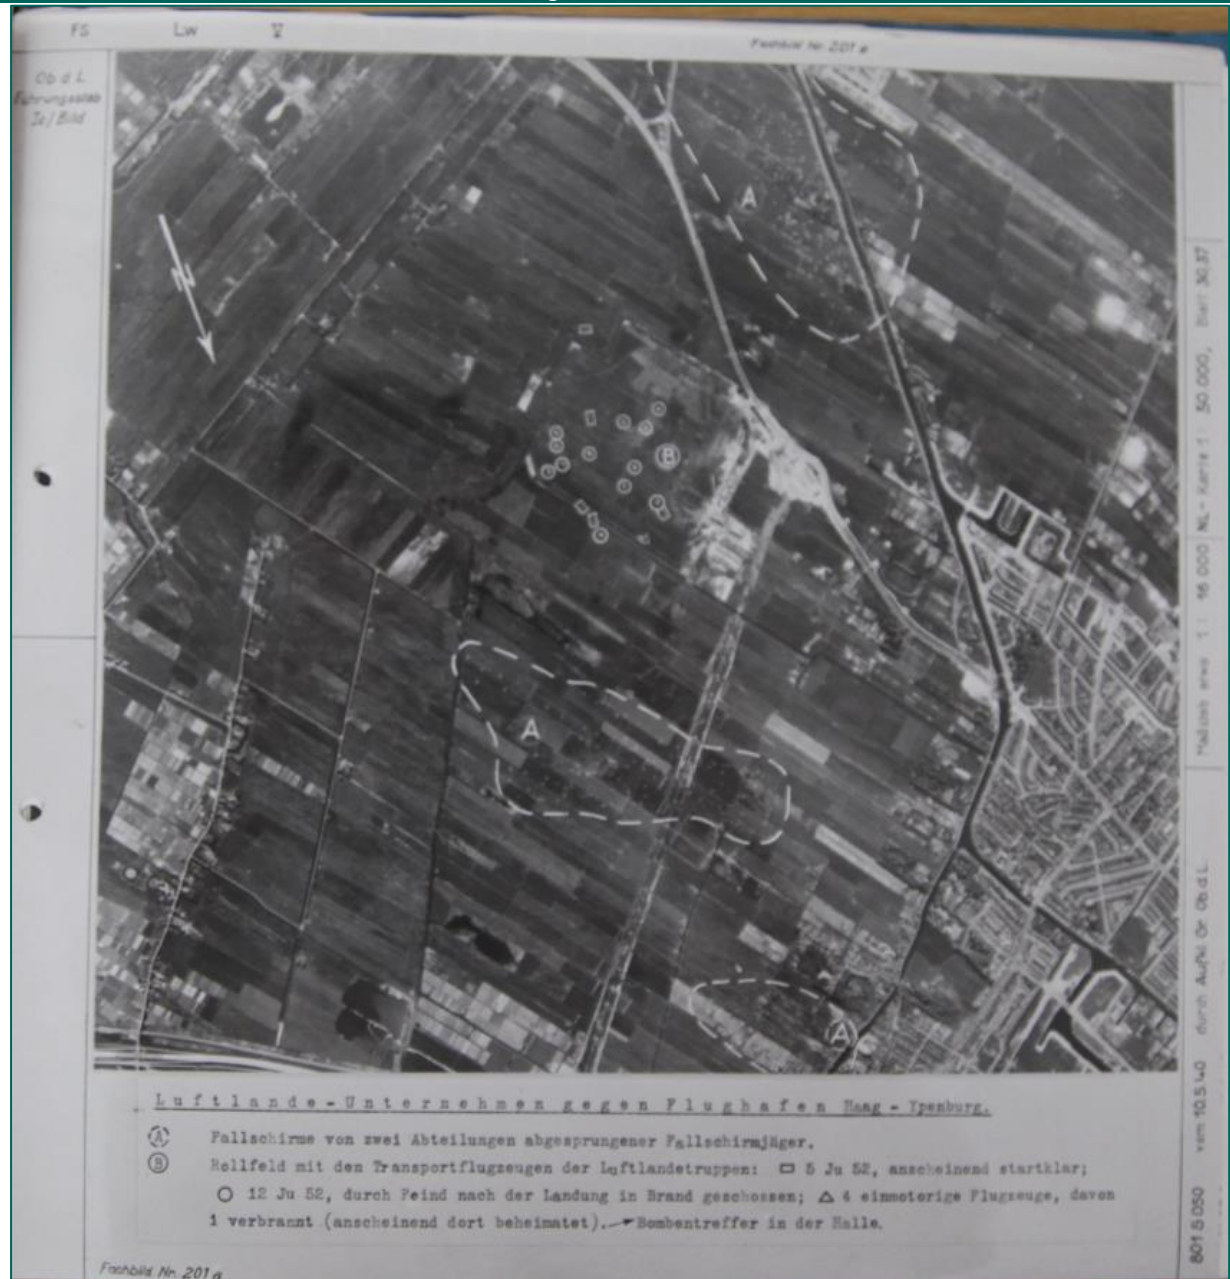 FS Lw V
Fachbild Nr. 201 a
Ob d L
Führungsstab
Ic/Bild
A
B
A
A
Luftlande-Unternehmen gegen Flughafen Haag - Ypenburg.
A Fallschirme von zwei Abteilungen abgesprungener Fallschirmjäger.
B Rollfeld mit den Transportflugzeugen der Luftlandetruppen: 5 Ju 52, anscheinend startklar;
12 Ju 52, durch Feind nach der Landung in Brand geschossen; 4 einmotorige Flugzeuge, davon
1 verbrannt (anscheinend dort beheimatet). Bombentreffer in der Halle.
Fachbild Nr. 201 a
Maßstab etwa 1: 16 000 NL - Karte 1: 50 000, Blatt 30,37
vom 10.5.40 durch Aufkl Gr Ob d L